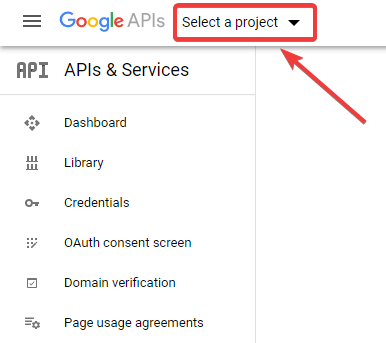 Google APIs Select a project
API APIs & Services
Dashboard
Library
Credentials
OAuth consent screen
Domain verification
Page usage agreements